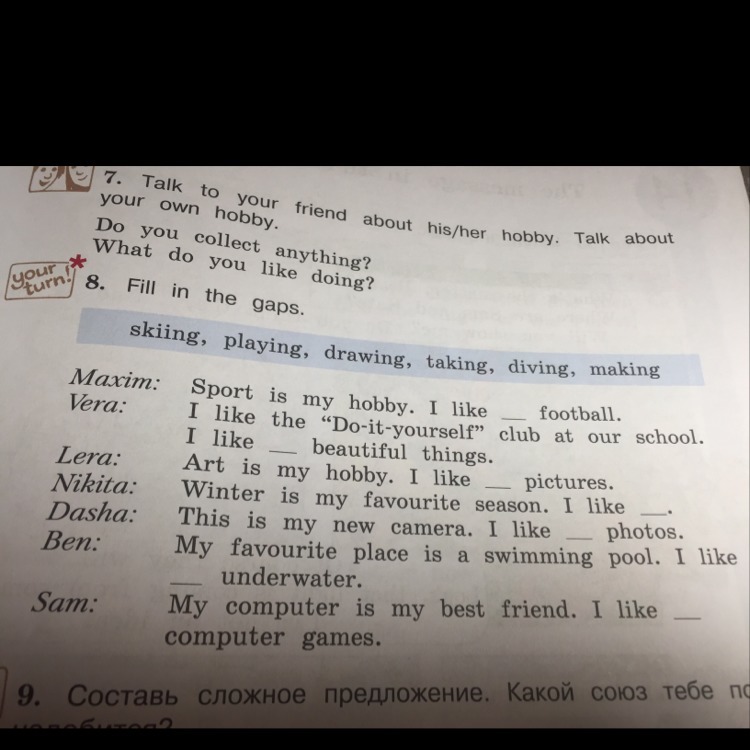 7. Talk to your friend about his/her hobby. Talk about
your own hobby.
Do you collect anything?
What do you like doing?
your turn!*
8. Fill in the gaps.
skiing, playing, drawing, taking, diving, making
Maxim: Sport is my hobby. I like __ football.
Vera: I like the “Do-it-yourself” club at our school.
I like __ beautiful things.
Lera: Art is my hobby. I like __ pictures.
Nikita: Winter is my favourite season. I like __.
Dasha: This is my new camera. I like __ photos.
Ben: My favourite place is a swimming pool. I like
__ underwater.
Sam: My computer is my best friend. I like __
computer games.
9. Составь сложное предложение. Какой союз тебе по